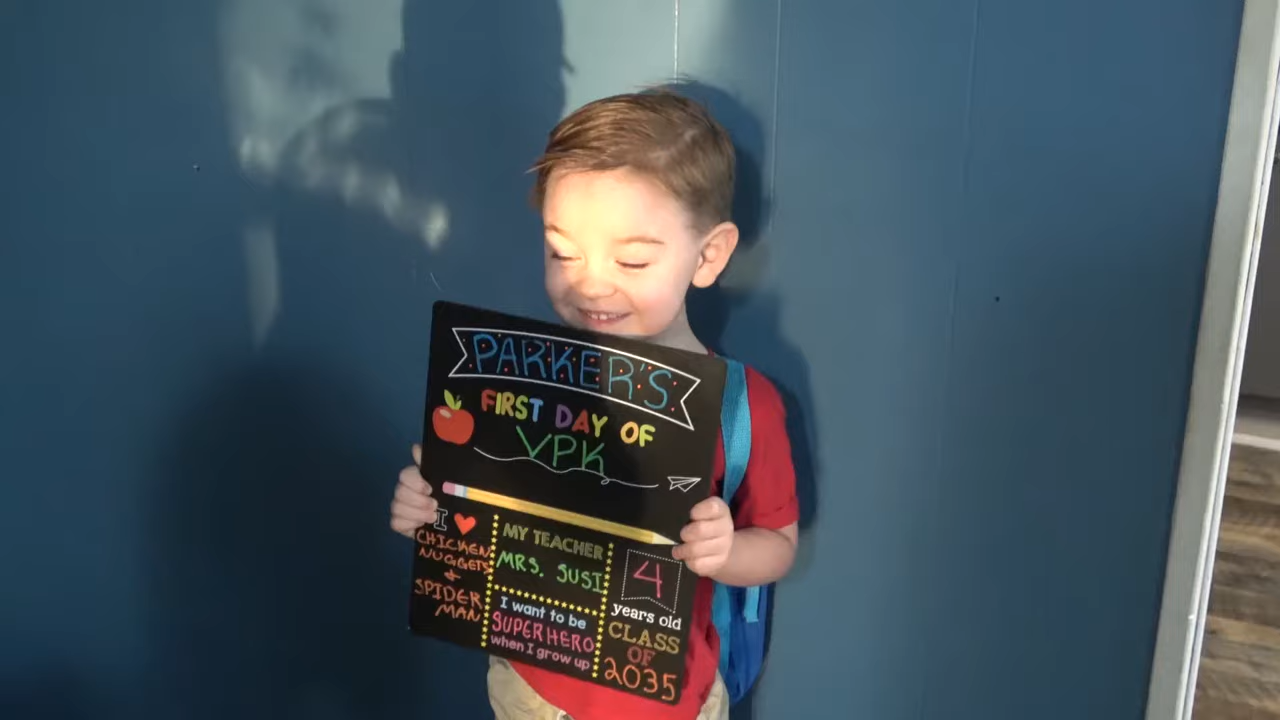 PARKER'S
FIRST DAY OF
VPK
I
CHICKEN
NUGGETS
&
SPIDER
MAN
MY TEACHER
MRS. SUSI
I want to be
SUPERHERO
when I grow up
4
years old
CLASS
OF
2035